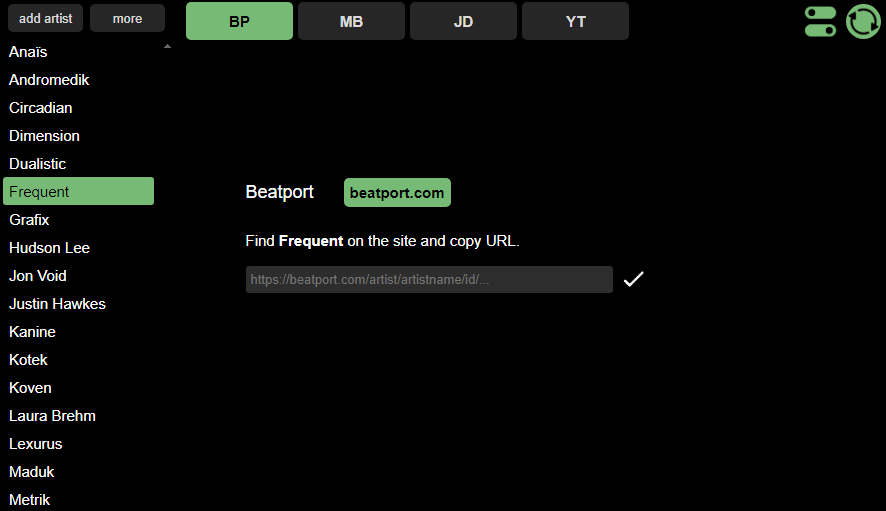 add artist
more
BP
MB
JD
YT
Anaïs
Andromedik
Circadian
Dimension
Dualistic
Frequent
Grafix
Hudson Lee
Jon Void
Justin Hawkes
Kanine
Kotek
Koven
Laura Brehm
Lexurus
Maduk
Metrik
Beatport
beatport.com
Find Frequent on the site and copy URL.
https://beatport.com/artist/artistname/id/...